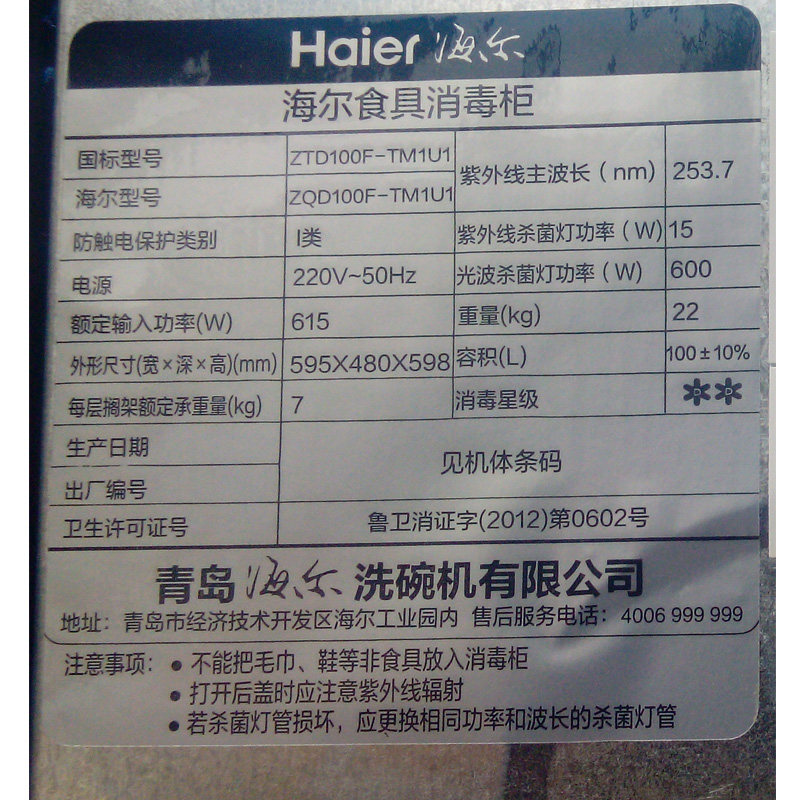 Haier 海尔
海尔食具消毒柜
国标型号 ZTD100F-TM1U1 紫外线主波长（nm) 253.7
海尔型号 ZQD100F-TM1U1
防触电保护类别 I类 紫外线杀菌灯功率（W) 15
电源 220V~50Hz 光波杀菌灯功率（W) 600
额定输入功率(W) 615 重量(kg) 22
外形尺寸(宽×深×高)(mm) 595X480X598 容积(L) 100±10%
每层搁架额定承重量(kg) 7 消毒星级
生产日期 见机体条码
出厂编号
卫生许可证号 鲁卫消证字(2012)第0602号
青岛海尔洗碗机有限公司
地址：青岛市经济技术开发区海尔工业园内 售后服务电话：4006 999 999
注意事项：● 不能把毛巾、鞋等非食具放入消毒柜
● 打开后盖时应注意紫外线辐射
● 若杀菌灯管损坏，应更换相同功率和波长的杀菌灯管